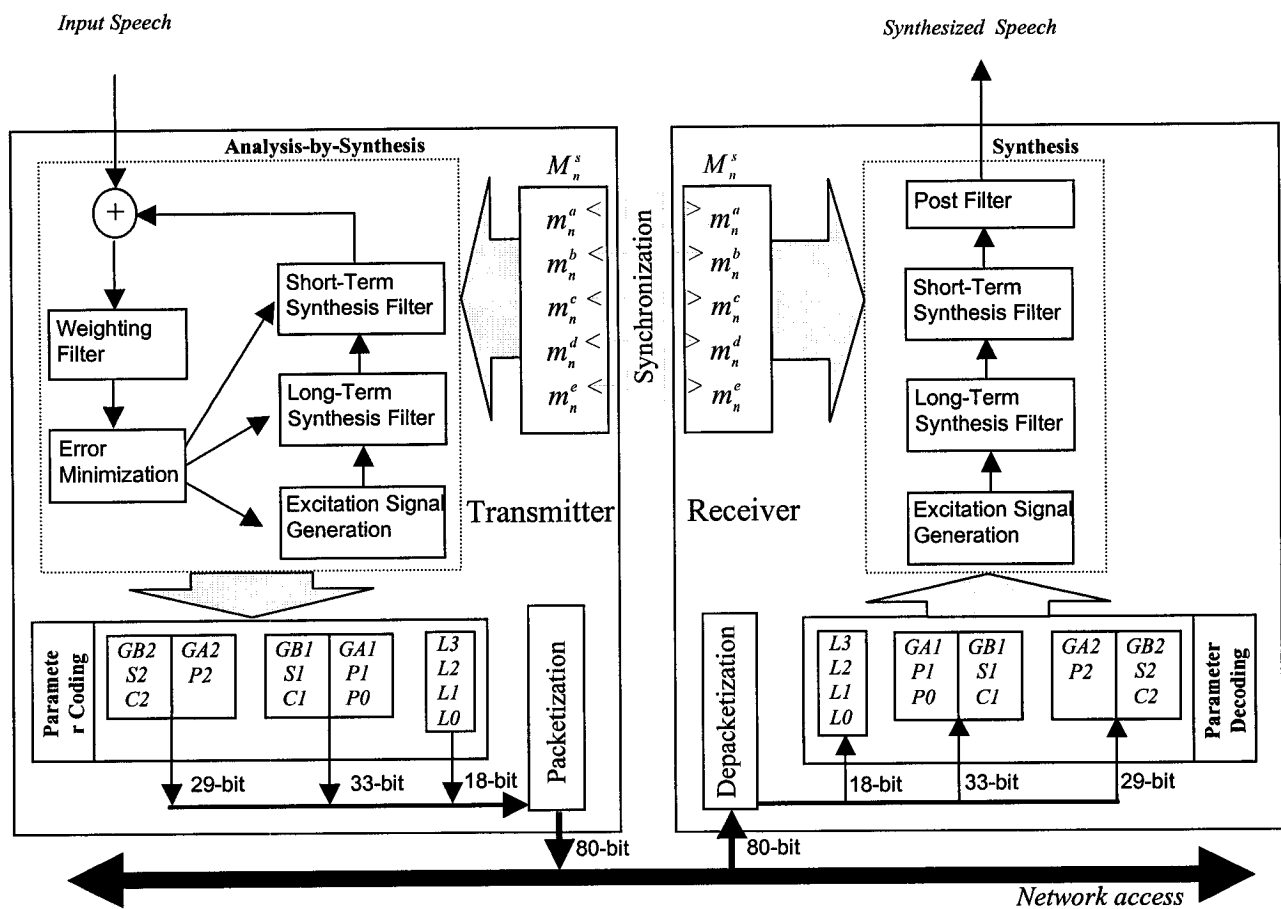 Input Speech
Synthesized Speech
Analysis-by-Synthesis
+
Weighting
Filter
Error
Minimization
Short-Term
Synthesis Filter
Long-Term
Synthesis Filter
Excitation Signal
Generation
M_n^s
m_n^a <
m_n^b <
m_n^c <
m_n^d <
m_n^e <
Transmitter
Synchronization
M_n^s
> m_n^a
> m_n^b
> m_n^c
> m_n^d
> m_n^e
Receiver
Synthesis
Post Filter
Short-Term
Synthesis Filter
Long-Term
Synthesis Filter
Excitation Signal
Generation
Paramete
r Coding
GB2 GA2
S2 P2
C2
GB1 GA1
S1 P1
C1 P0
L3
L2
L1
L0
29-bit
33-bit
18-bit
Packetization
80-bit
Depacketization
80-bit
L3
L2
L1
L0
GA1 GB1
P1 S1
P0 C1
GA2 GB2
P2 S2
C2
Parameter
Decoding
18-bit
33-bit
29-bit
Network access